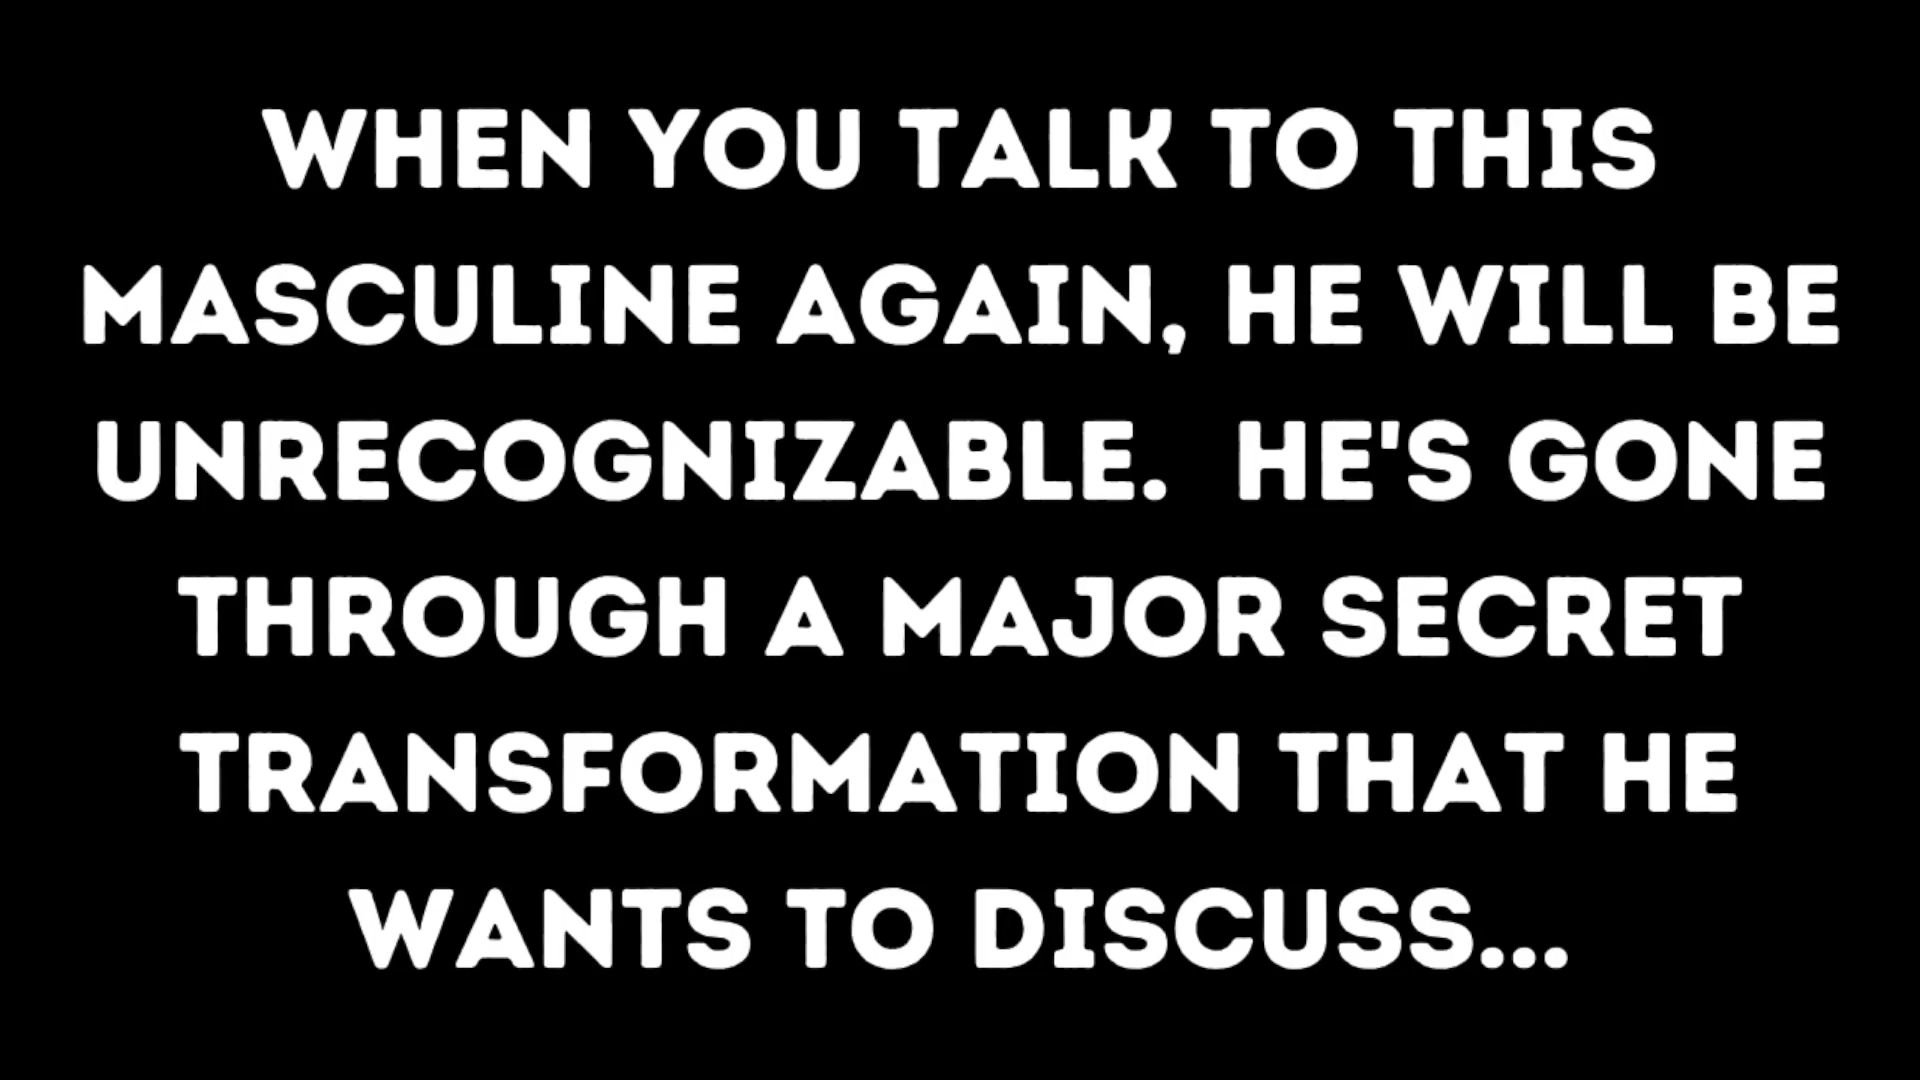 WHEN YOU TALK TO THIS
MASCULINE AGAIN, HE WILL BE
UNRECOGNIZABLE.  HE'S GONE
THROUGH A MAJOR SECRET
TRANSFORMATION THAT HE
WANTS TO DISCUSS...